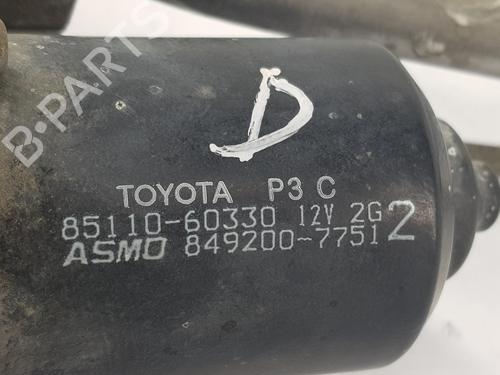 B-PARTS
D
TOYOTA P3 C
85110-60330 12V 2G 2
ASMO 849200-7751